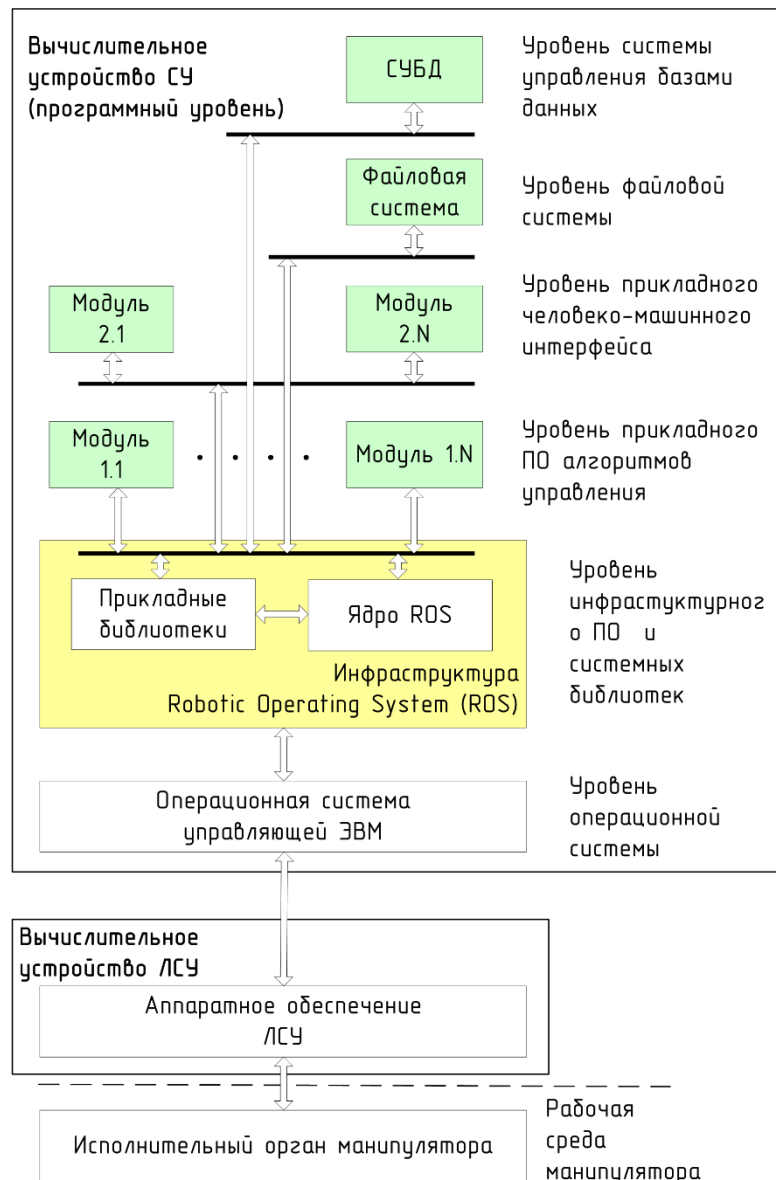 Вычислительное
устройство СУ
(программный уровень)
СУБД
Уровень системы
управления базами
данных
Файловая
система
Уровень файловой
системы
Модуль
2.1
Модуль
2.N
Уровень прикладного
человеко-машинного
интерфейса
Модуль
1.1
. . . .
Модуль 1.N
Уровень прикладного
ПО алгоритмов
управления
Прикладные
библиотеки
Ядро ROS
Инфраструктура
Robotic Operating System (ROS)
Уровень
инфрастуктурног
о ПО и
системных
библиотек
Операционная система
управляющей ЭВМ
Уровень
операционной
системы
Вычислительное
устройство ЛСУ
Аппаратное обеспечение
ЛСУ
Исполнительный орган манипулятора
Рабочая
среда
манипулятора